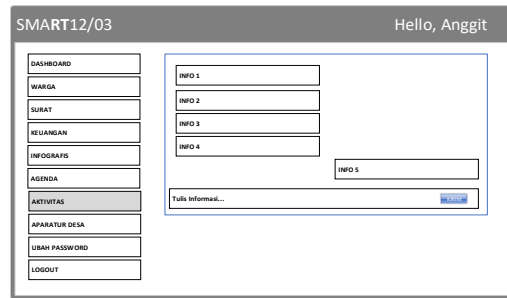 SMART12/03
Hello, Anggit
DASHBOARD
WARGA
SURAT
KEUANGAN
INFOGRAFIS
AGENDA
AKTIVITAS
APARATUR DESA
UBAH PASSWORD
LOGOUT
INFO 1
INFO 2
INFO 3
INFO 4
INFO 5
Tulis Informasi...